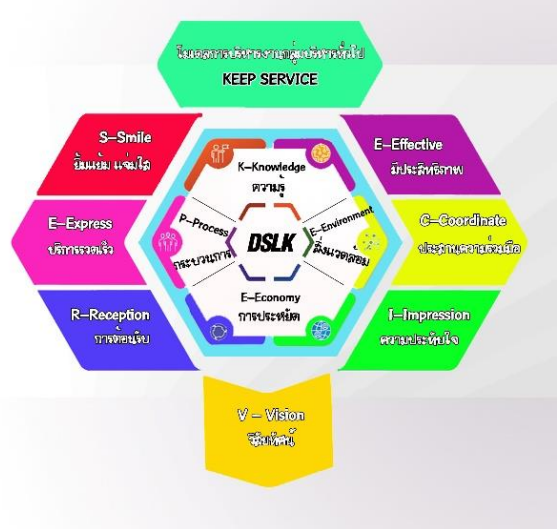 โมเดลการบริหารงานกลุ่มบริหารทั่วไป
KEEP SERVICE
S–Smile
ยิ้มแย้ม แจ่มใส
E–Effective
มีประสิทธิภาพ
K–Knowledge
ความรู้
E–Express
บริการรวดเร็ว
P–Process
กระบวนการ
DSLK
E–Environment
สิ่งแวดล้อม
C–Coordinate
ประสานความร่วมมือ
E–Economy
การประหยัด
R–Reception
การต้อนรับ
I–Impression
ความประทับใจ
V – Vision
วิสัยทัศน์